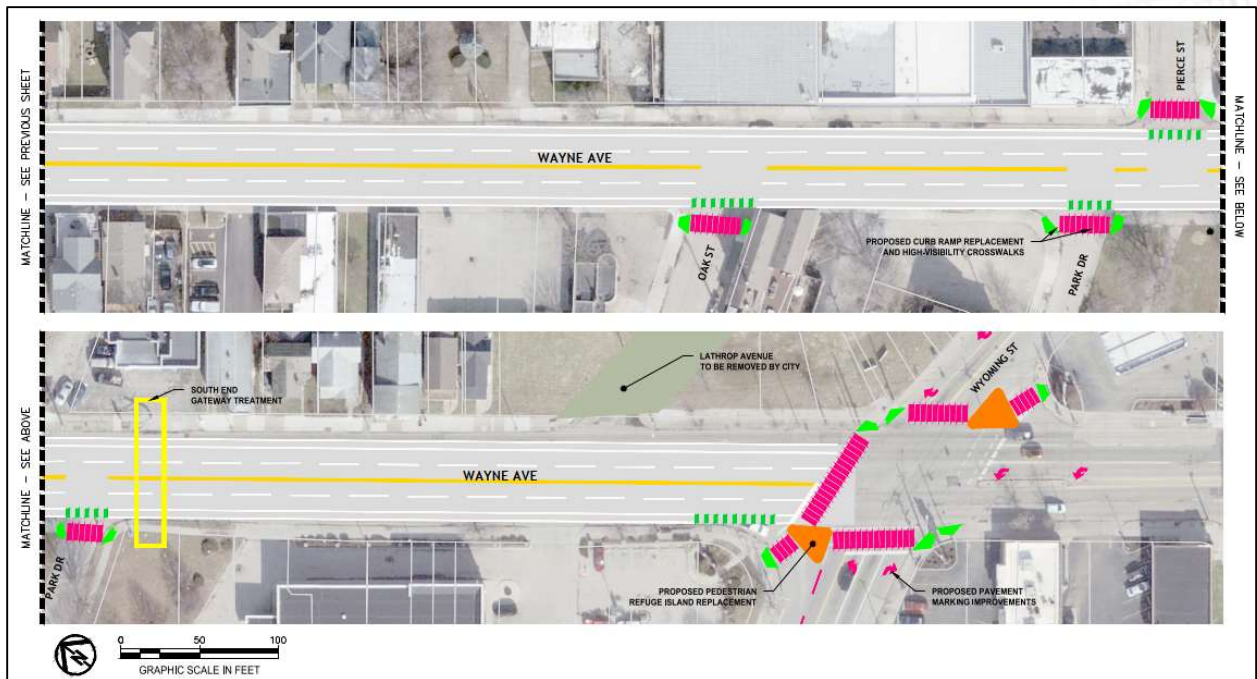 MATCHLINE - SEE PREVIOUS SHEET
PIERCE ST
MATCHLINE - SEE BELOW
WAYNE AVE
OAK ST
PROPOSED CURB RAMP REPLACEMENT
AND HIGH-VISIBILITY CROSSWALKS
PARK DR
MATCHLINE - SEE ABOVE
SOUTH END
GATEWAY TREATMENT
LATHROP AVENUE
TO BE REMOVED BY CITY
WYOMING ST
WAYNE AVE
PARK DR
PROPOSED PEDESTRIAN
REFUGE ISLAND REPLACEMENT
PROPOSED PAVEMENT
MARKING IMPROVEMENTS
N
0 50 100
GRAPHIC SCALE IN FEET